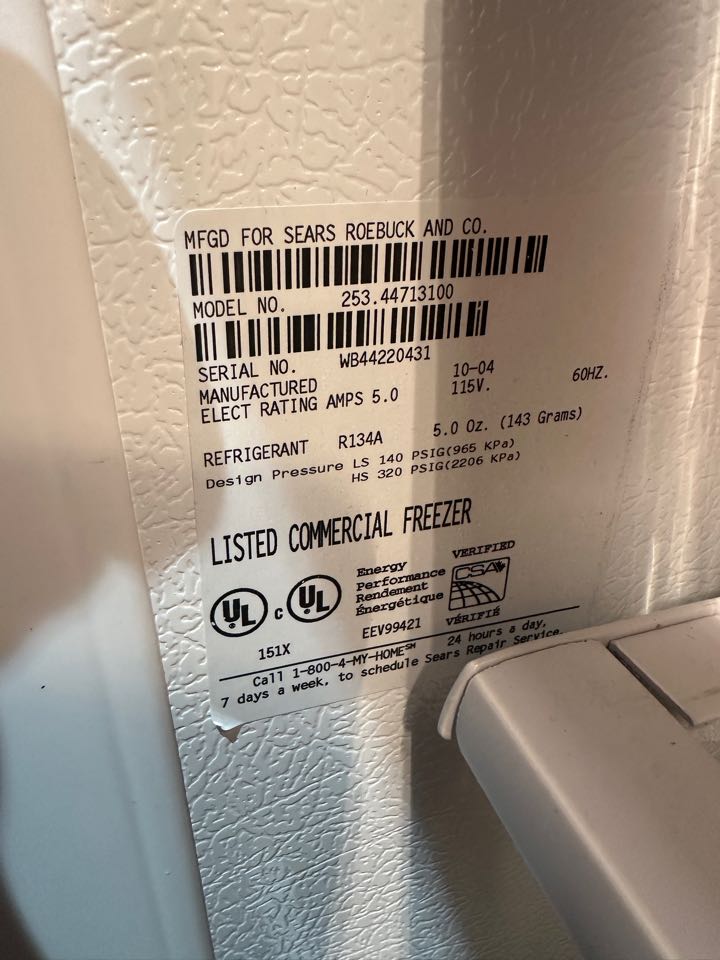 MFGD FOR SEARS ROEBUCK AND CO.
MODEL NO. 253.44713100
SERIAL NO. WB44220431
MANUFACTURED 10-04
ELECT RATING AMPS 5.0 115V. 60HZ.
REFRIGERANT R134A 5.0 Oz. (143 Grams)
Design Pressure LS 140 PSIG(965 KPa)
HS 320 PSIG(2206 KPa)
LISTED COMMERCIAL FREEZER
UL c UL
Energy
Performance
Rendement
Énergétique
VERIFIED
CSA
VÉRIFIÉ
151X
EEV99421
Call 1-800-4-MY-HOME℠ 24 hours a day,
7 days a week, to schedule Sears Repair Service.